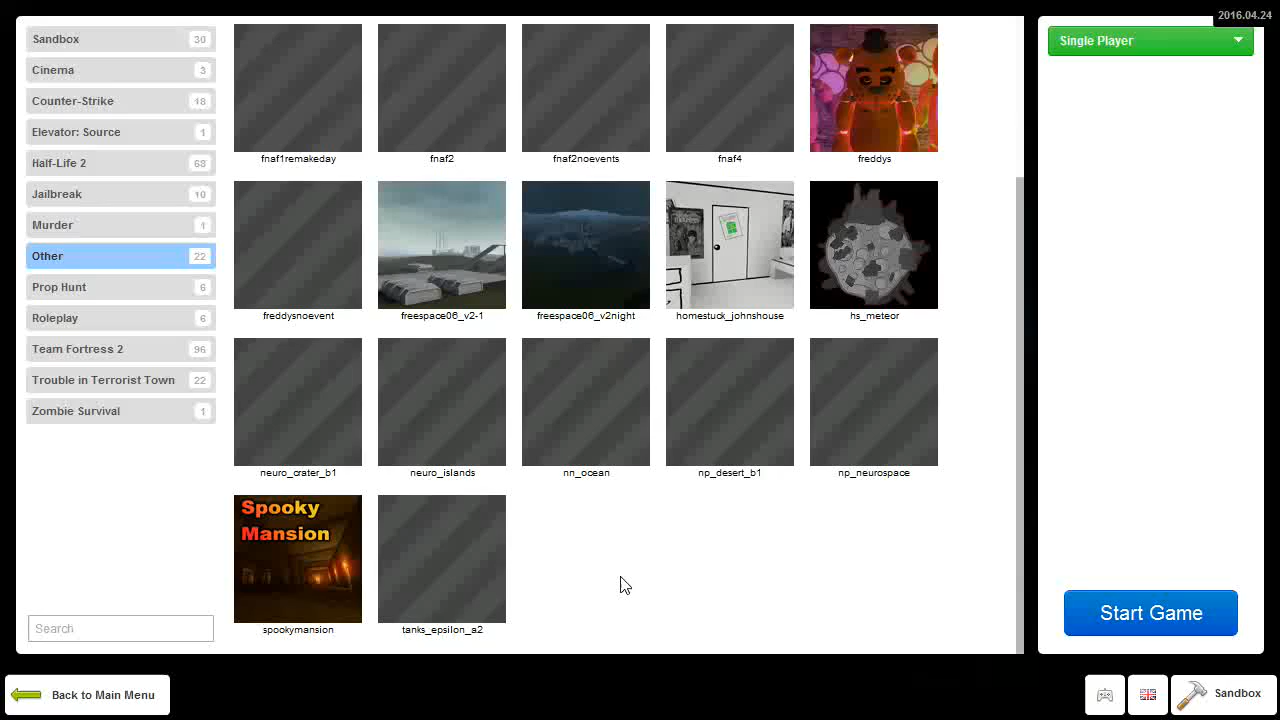 2016.04.24
Sandbox 30
Cinema 3
Counter-Strike 18
Elevator: Source 1
Half-Life 2 68
Jailbreak 10
Murder 1
Other 22
Prop Hunt 6
Roleplay 6
Team Fortress 2 96
Trouble in Terrorist Town 22
Zombie Survival 1
Search
fnaf1remakeday fnaf2 fnaf2noevents fnaf4 freddys
freddysnoevent freespace06_v2-1 freespace06_v2night homestuck_johnshouse hs_meteor
neuro_crater_b1 neuro_islands nn_ocean np_desert_b1 np_neurospace
Spooky
Mansion
spookymansion tanks_epsilon_a2
Single Player
Start Game
Back to Main Menu
Sandbox